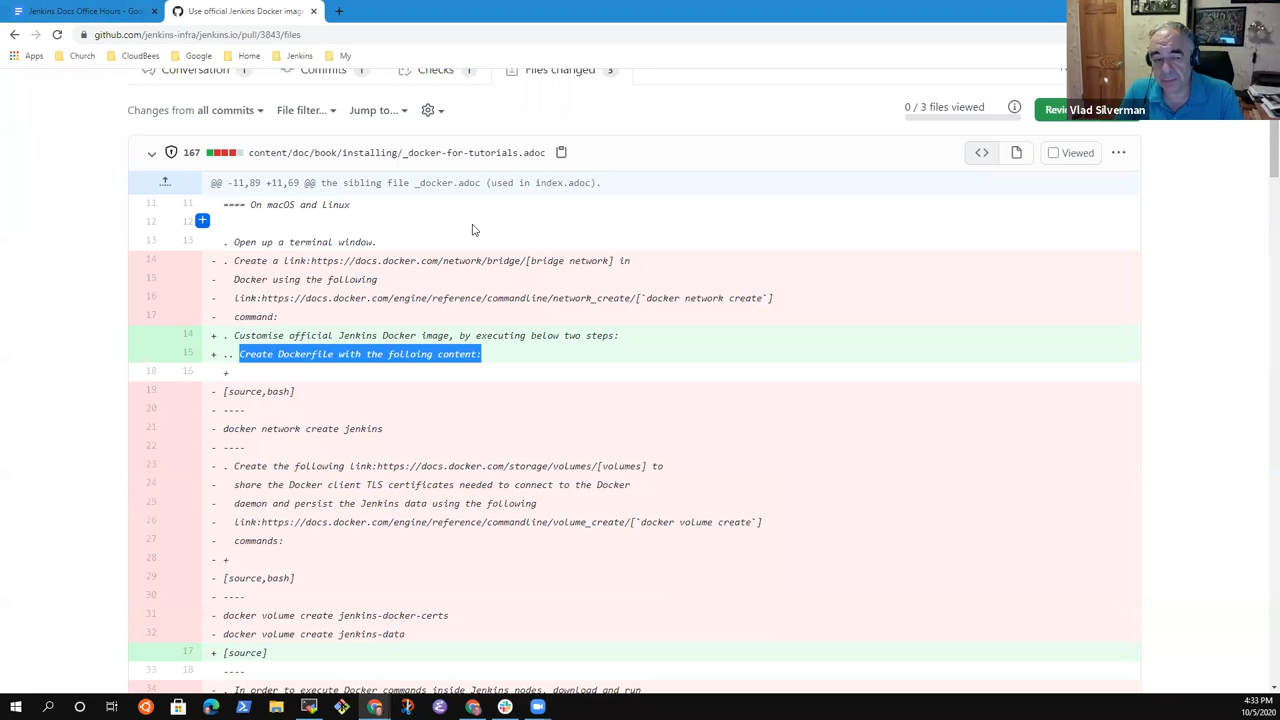 Jenkins Docs Office Hours - Goo
Use official Jenkins Docker imag
github.com/jenkins-infra/jenkins.io/pull/3843/files
Apps Church CloudBees Google Home Jenkins My
Conversation 1 Commits 1 Checks 1 Files changed 3
Changes from all commits File filter... Jump to...
0 / 3 files viewed
Vlad Silverman
167 content/doc/book/installing/_docker-for-tutorials.adoc
Viewed
@@ -11,89 +11,69 @@ the sibling file _docker.adoc (used in index.adoc).
11 11 ==== On macOS and Linux
12 12
13 13 . Open up a terminal window.
14 - . Create a link:https://docs.docker.com/network/bridge/[bridge network] in
15 - Docker using the following
16 - link:https://docs.docker.com/engine/reference/commandline/network_create/[`docker network create`]
17 - command:
14 + . Customise official Jenkins Docker image, by executing below two steps:
15 + .. Create Dockerfile with the folloing content:
18 16 +
19 - [source,bash]
20 - ----
21 - docker network create jenkins
22 - ----
23 - . Create the following link:https://docs.docker.com/storage/volumes/[volumes] to
24 - share the Docker client TLS certificates needed to connect to the Docker
25 - daemon and persist the Jenkins data using the following
26 - link:https://docs.docker.com/engine/reference/commandline/volume_create/[`docker volume create`]
27 - commands:
28 - +
29 - [source,bash]
30 - ----
31 - docker volume create jenkins-docker-certs
32 - docker volume create jenkins-data
17 + [source]
33 18 ----
34 - . In order to execute Docker commands inside Jenkins nodes, download and run
4:33 PM
10/5/2020